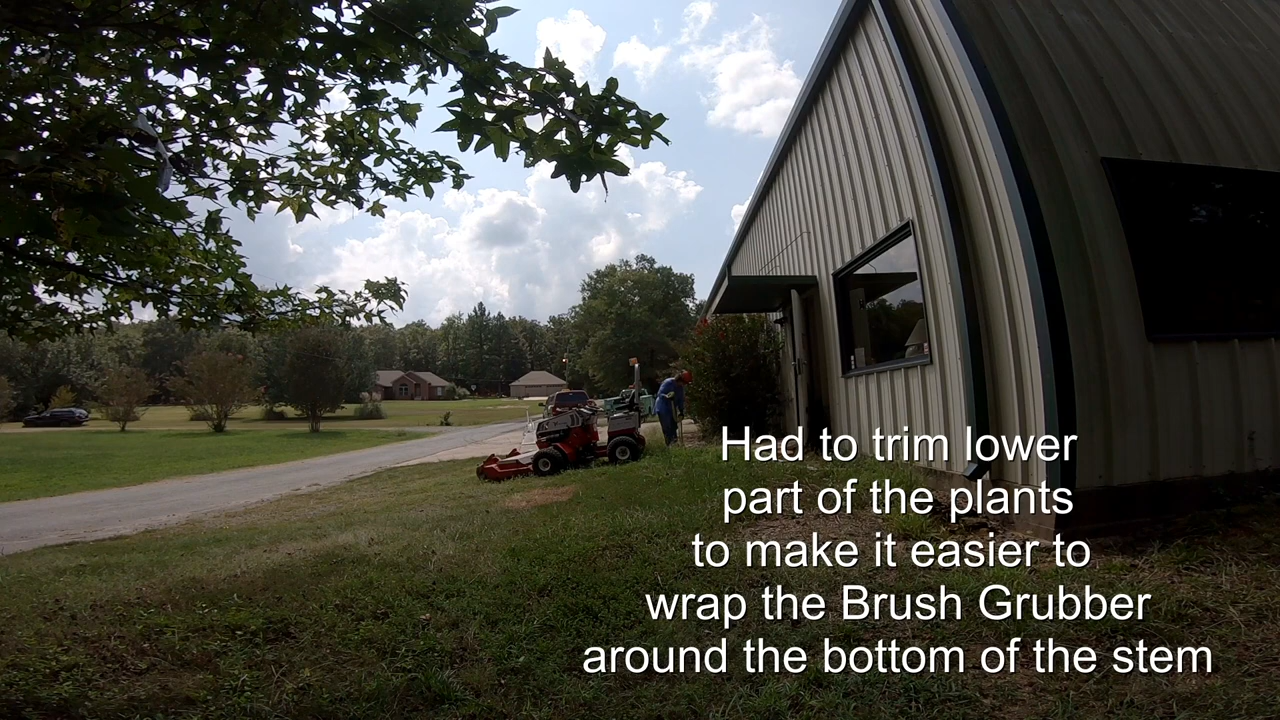 Had to trim lower
part of the plants
to make it easier to
wrap the Brush Grubber
around the bottom of the stem